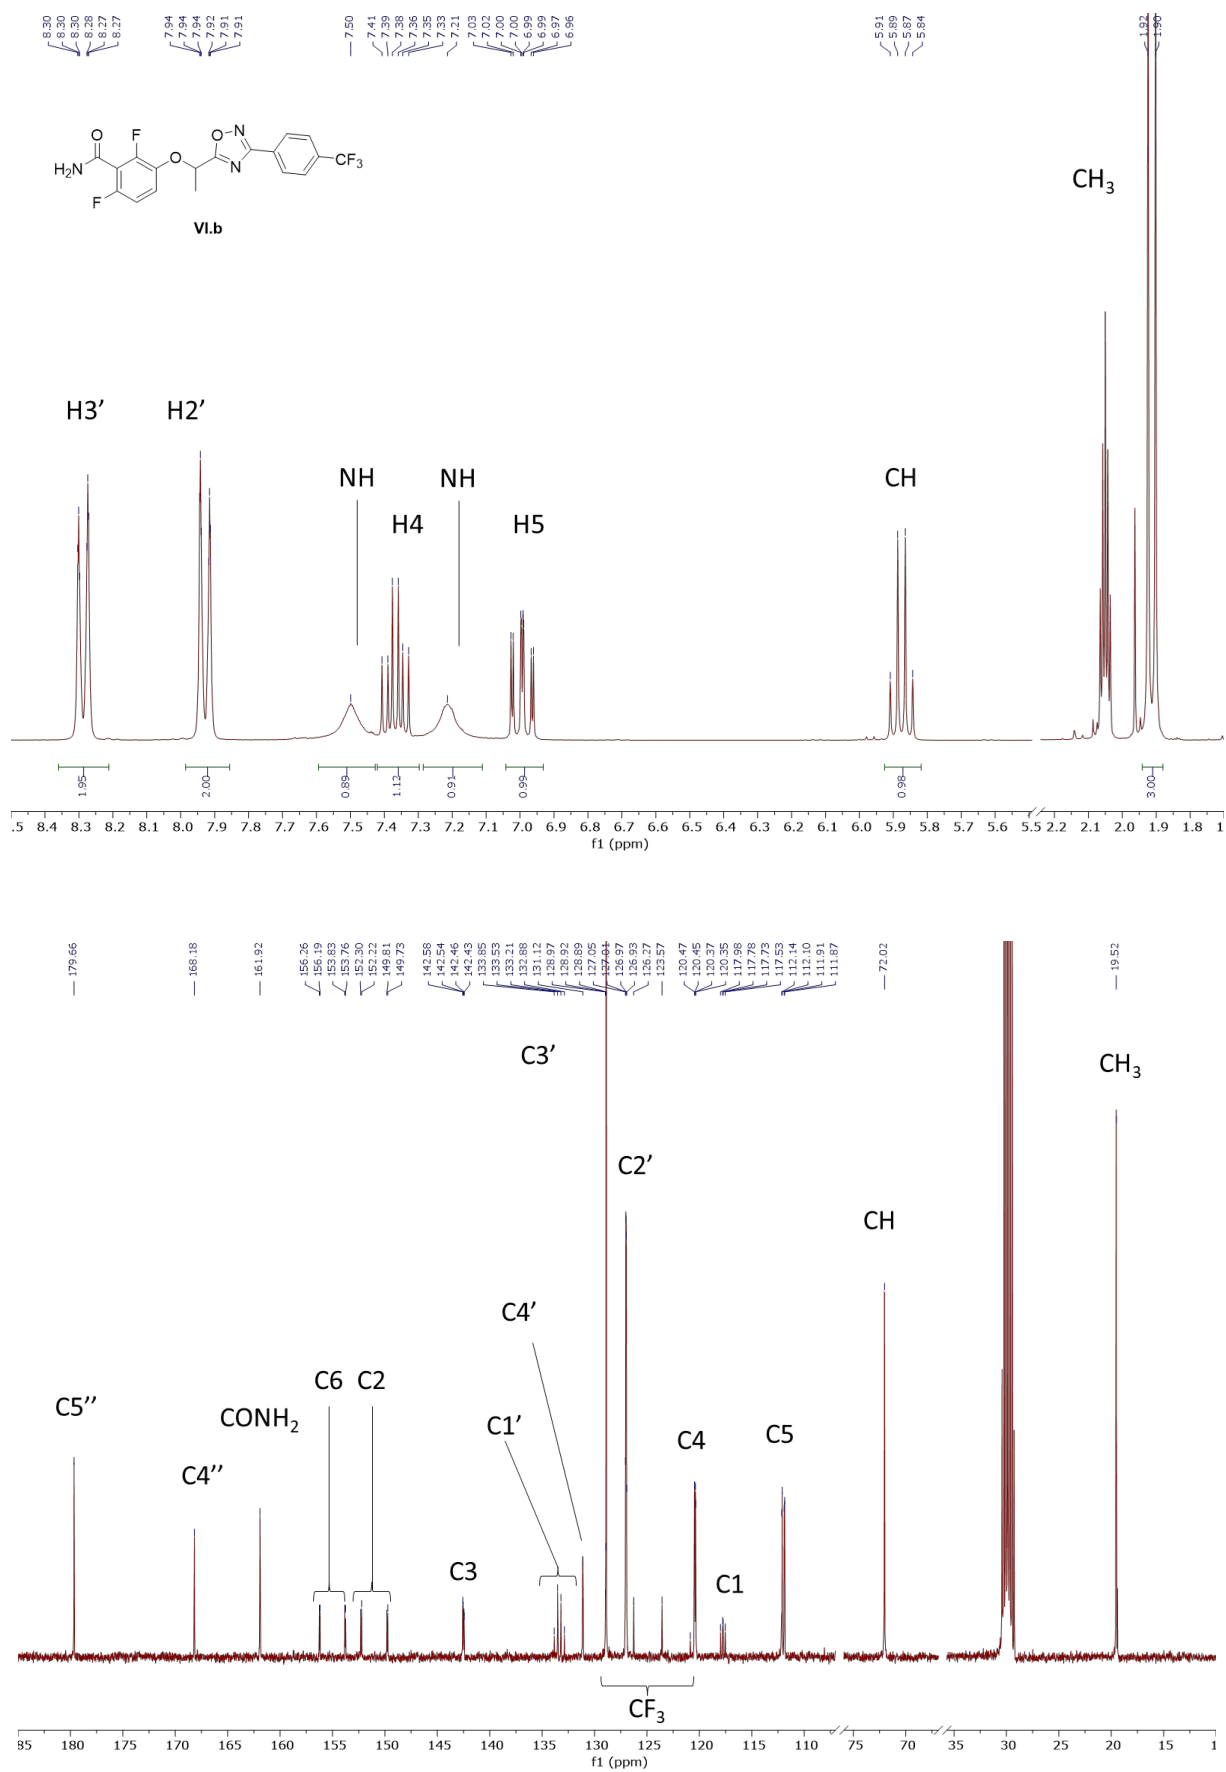 8.30 8.30 8.30 8.28 8.27 8.27 7.94 7.94 7.94 7.92 7.91 7.91 7.50 7.41 7.39 7.38 7.36 7.35 7.33 7.21 7.03 7.02 7.00 7.00 6.99 6.99 6.97 6.96 5.91 5.89 5.87 5.84 1.92 1.90
O F O O N N CF3
H2N F
VI.b
CH3
H3' H2' NH H4 NH H5 CH
1.95 2.00 0.89 1.12 0.91 0.99 0.98 3.00
.5 8.4 8.3 8.2 8.1 8.0 7.9 7.8 7.7 7.6 7.5 7.4 7.3 7.2 7.1 7.0 6.9 6.8 6.7 6.6 6.5 6.4 6.3 6.2 6.1 6.0 5.9 5.8 5.7 5.6 5.5 2.2 2.1 2.0 1.9 1.8 1
f1 (ppm)
179.66 168.18 161.92 156.26 156.19 153.83 153.76 152.30 152.22 149.81 149.73 142.58 142.54 142.46 142.43 133.85 133.53 133.21 132.88 131.12 128.97 128.92 128.89 127.05 127.01 126.97 126.93 126.27 123.57 120.47 120.45 120.37 120.35 117.98 117.78 117.73 117.53 112.14 112.10 111.91 111.87 72.02 19.52
C3'
CH3
C2'
CH
C4'
C6 C2
C5'' CONH2 C1' C4 C5
C4''
C3 C1
CF3
85 180 175 170 165 160 155 150 145 140 135 130 125 120 115 110 75 70 35 30 25 20 15 1
f1 (ppm)